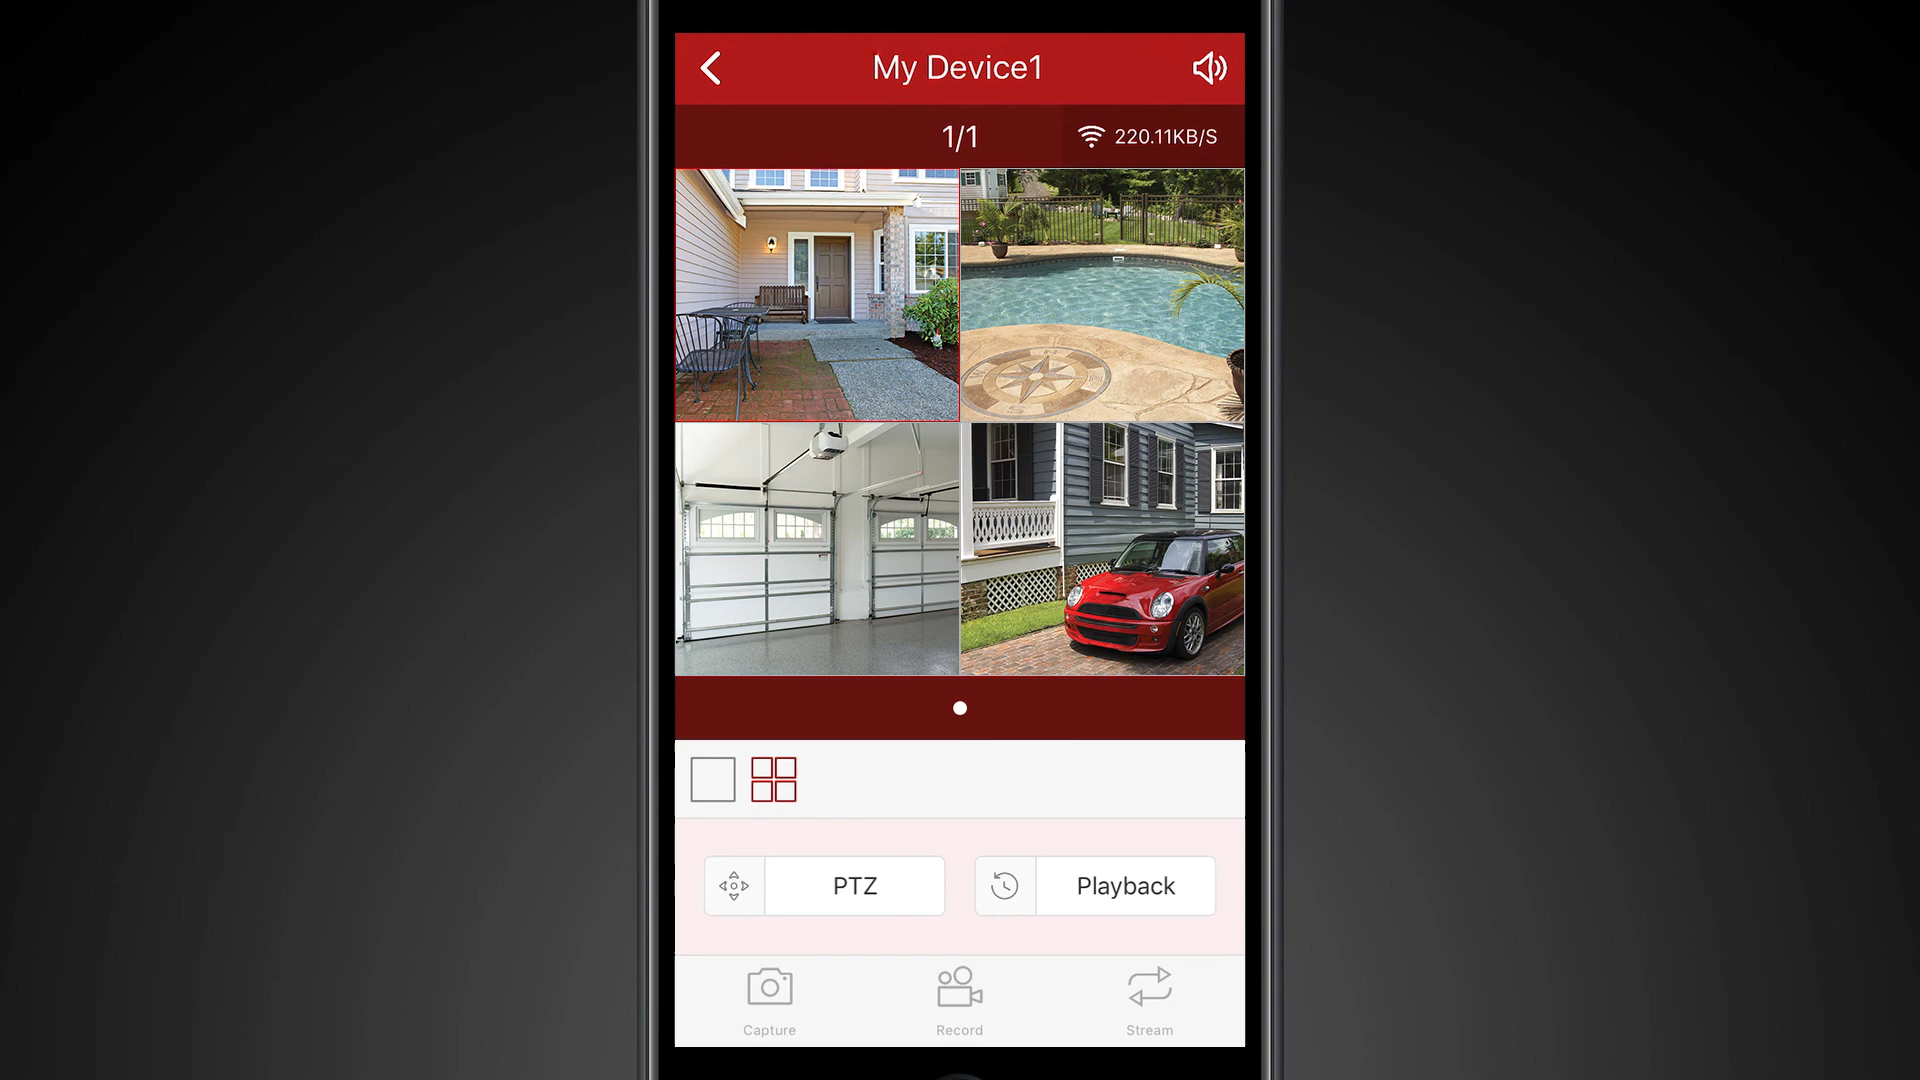 My Device1
1/1
220.11KB/S
PTZ
Playback
Capture
Record
Stream